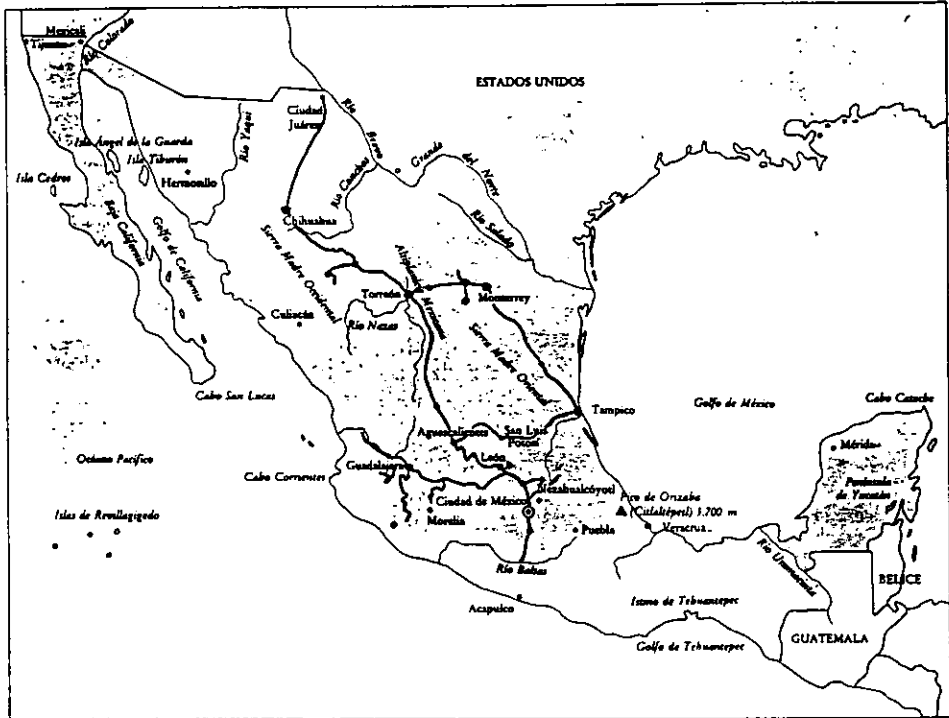 Mexicali
Tijuana
Río Colorado
ESTADOS UNIDOS
Ciudad
Juárez
Río Bravo
Grande del Norte
Río Yaqui
Isla Ángel de la Guarda
Isla Tiburón
Isla Cedros
Hermosillo
Río Conchos
Río Salado
Chihuahua
Baja California
Golfo de California
Sierra Madre Occidental
Altiplanicie Mexicana
Torreón
Monterrey
Culiacán
Río Nazas
Sierra Madre Oriental
Cabo San Lucas
Tampico
Golfo de México
Cabo Catoche
Aguascalientes
San Luis
Potosí
León
Mérida
Océano Pacífico
Cabo Corrientes
Guadalajara
Península
de Yucatán
Ciudad de México
Nezahualcóyotl
Pico de Orizaba
(Citlaltépetl) 5.700 m
Islas de Revillagigedo
Morelia
Puebla
Veracruz
Río Balsas
Río Usumacinta
BELICE
Acapulco
Istmo de Tehuantepec
GUATEMALA
Golfo de Tehuantepec